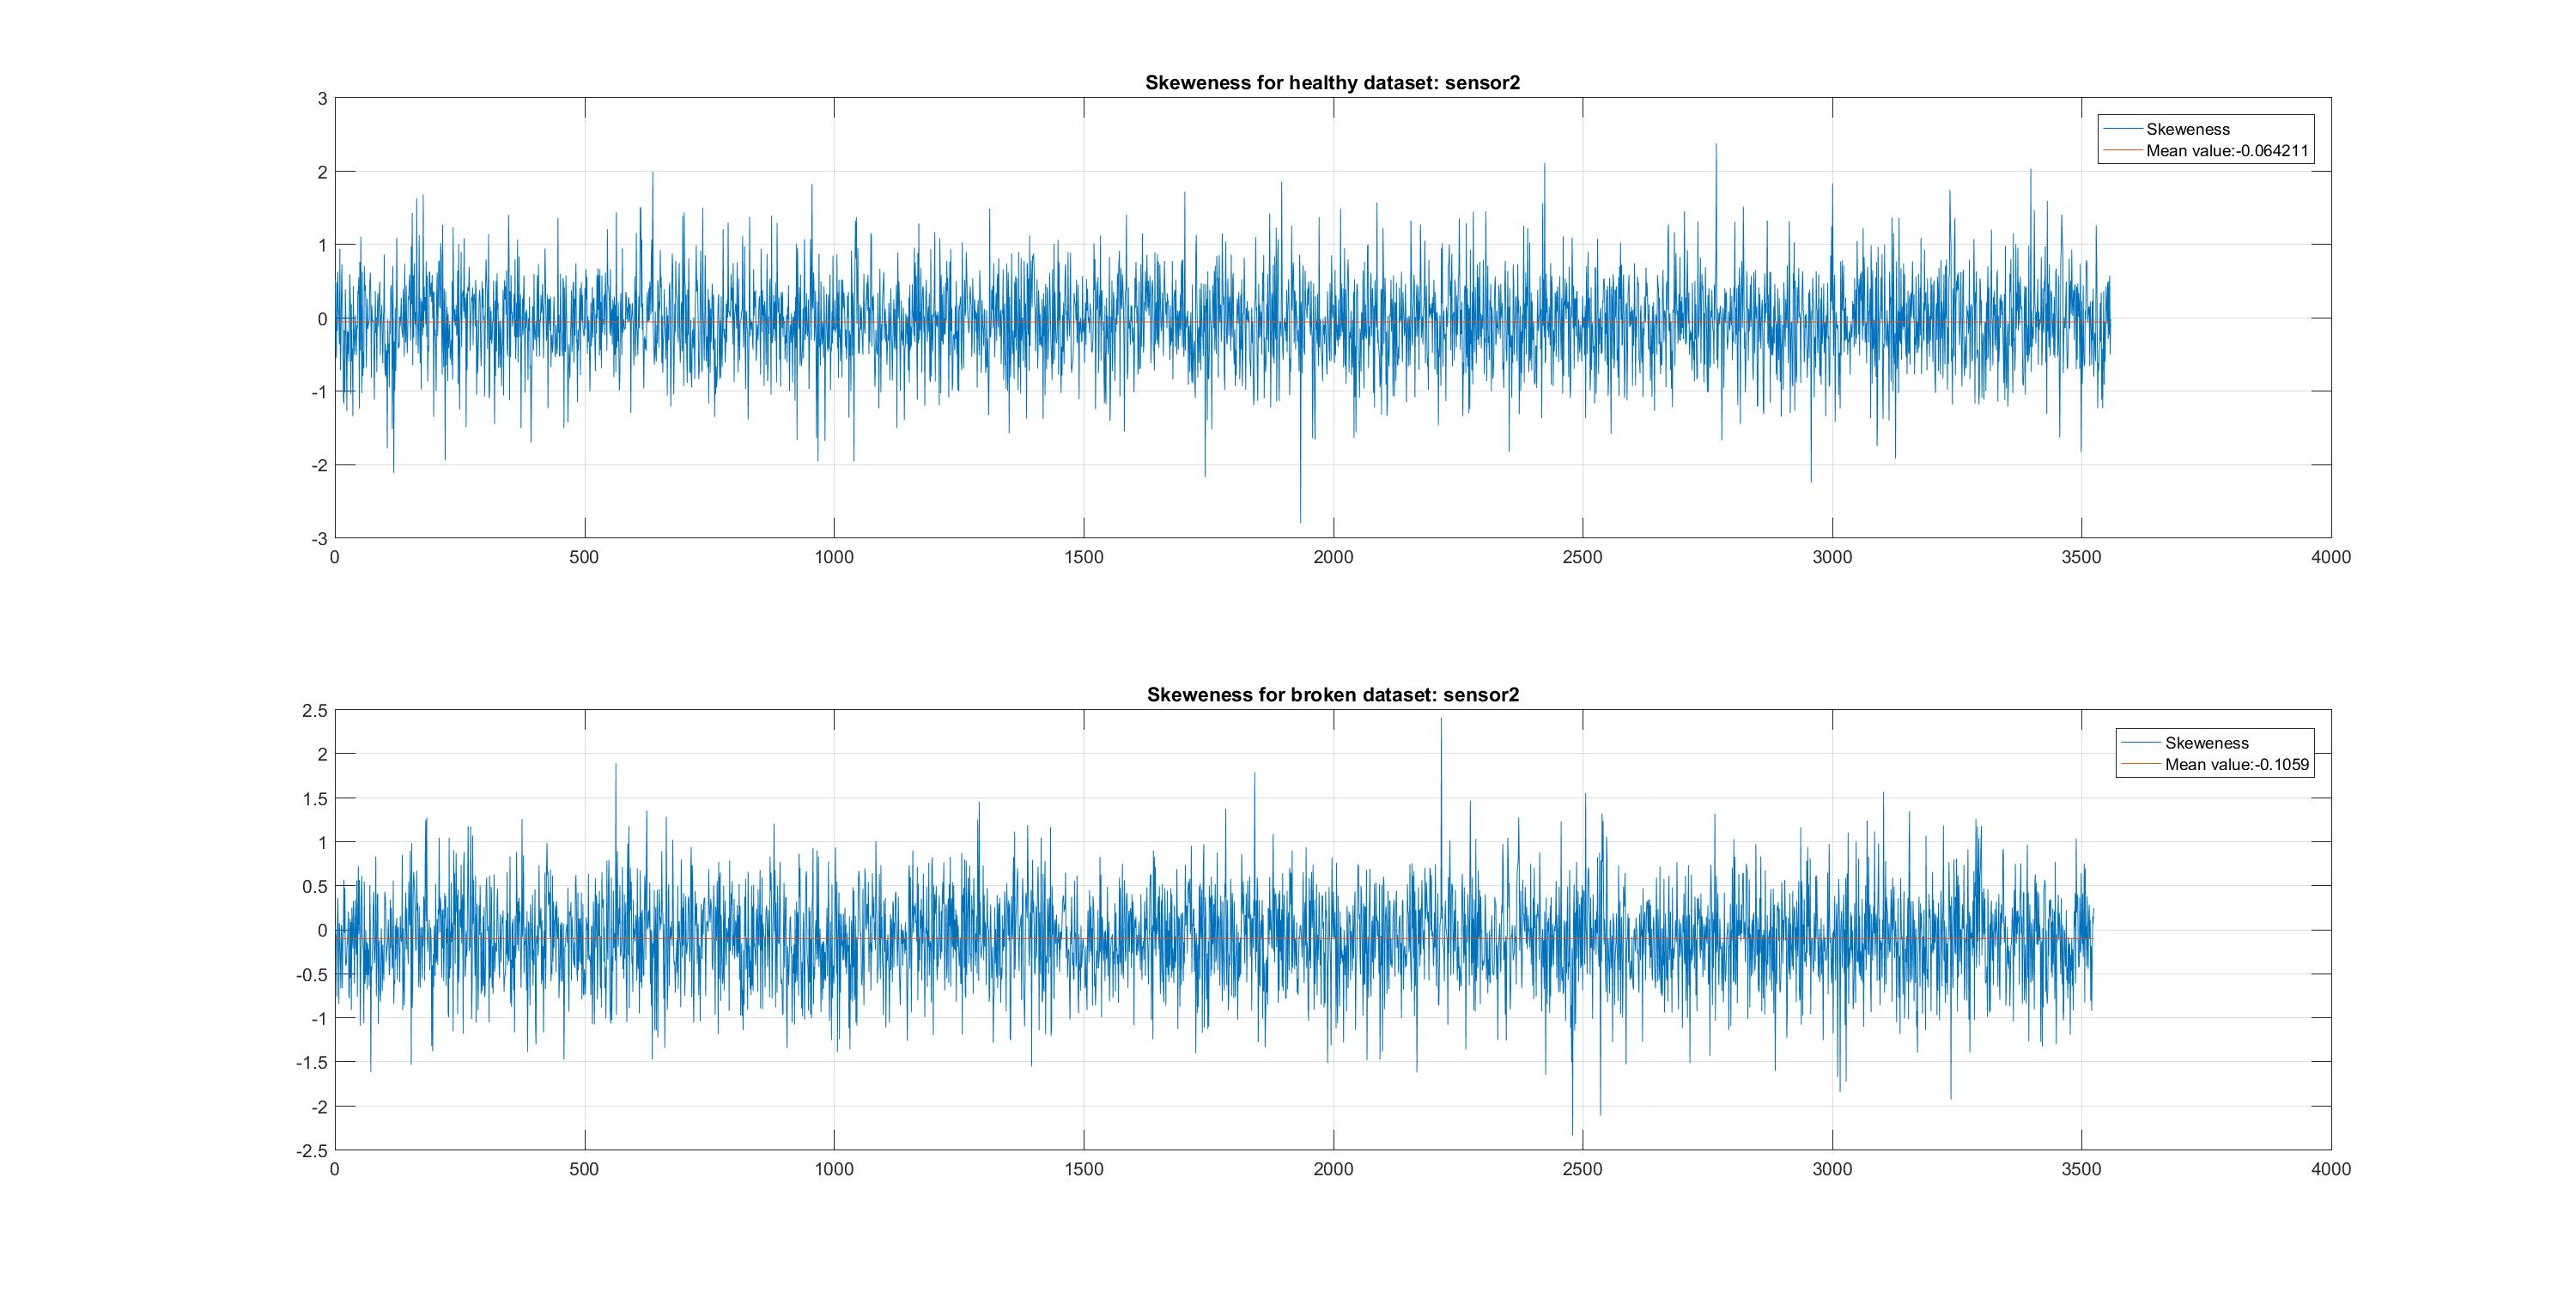 Skeweness for healthy dataset: sensor2
3
2
1
0
-1
-2
-3
Skeweness
Mean value:-0.064211
0 500 1000 1500 2000 2500 3000 3500 4000
Skeweness for broken dataset: sensor2
2.5
2
1.5
1
0.5
0
-0.5
-1
-1.5
-2
-2.5
Skeweness
Mean value:-0.1059
0 500 1000 1500 2000 2500 3000 3500 4000